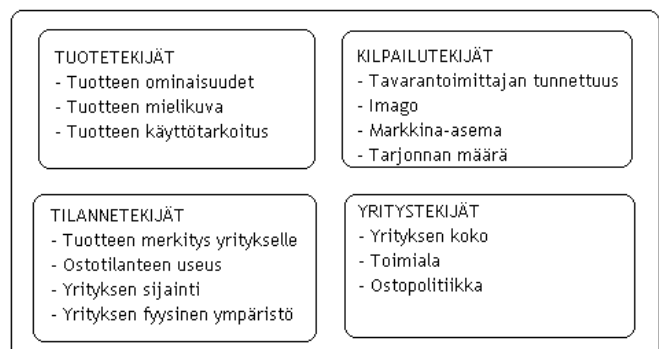 TUOTETEKIJÄT
- Tuotteen ominaisuudet
- Tuotteen mielikuva
- Tuotteen käyttötarkoitus
KILPAILUTEKIJÄT
- Tavarantoimittajan tunnettuus
- Imago
- Markkina-asema
- Tarjonnan määrä
TILANNETEKIJÄT
- Tuotteen merkitys yritykselle
- Ostotilanteen useus
- Yrityksen sijainti
- Yrityksen fyysinen ympäristö
YRITYSTEKIJÄT
- Yrityksen koko
- Toimiala
- Ostopolitiikka